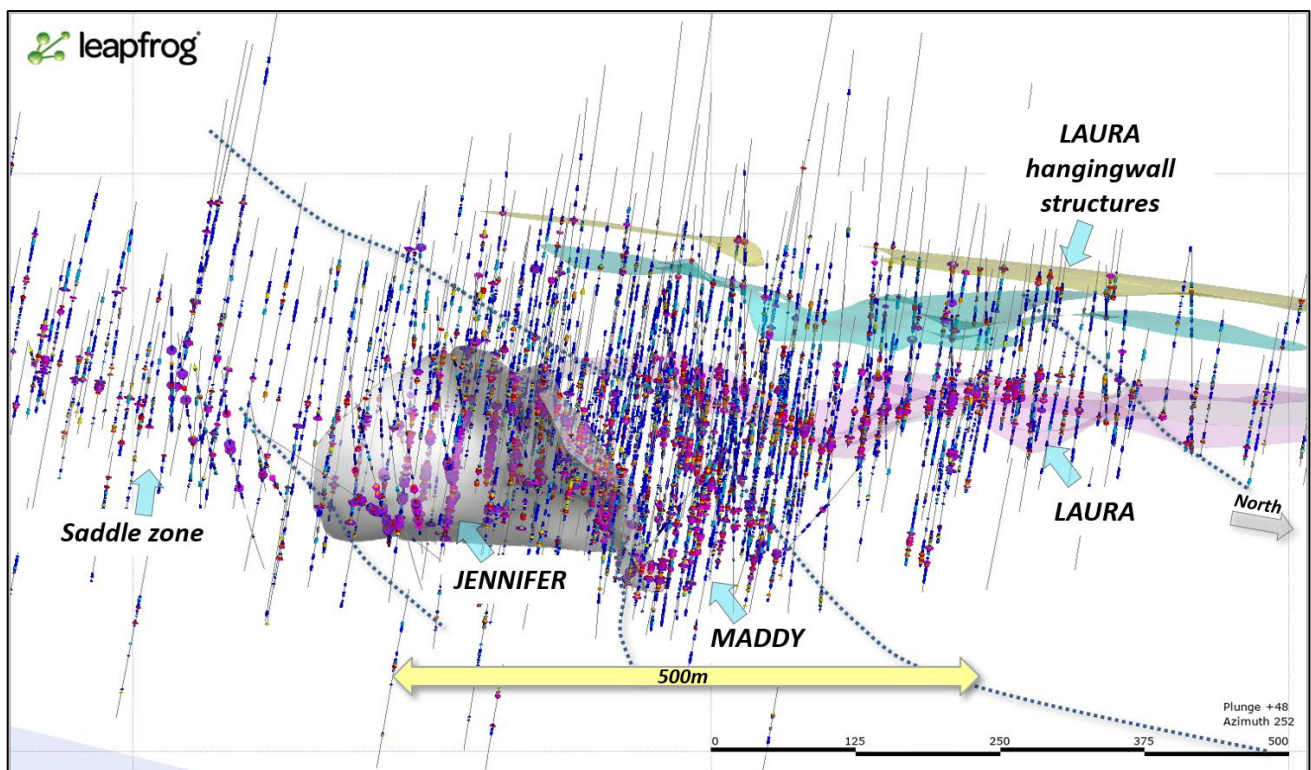 leapfrog
LAURA
hangingwall
structures
Saddle zone
JENNIFER
MADDY
LAURA
North
500m
Plunge +48
Azimuth 252
0 125 250 375 500